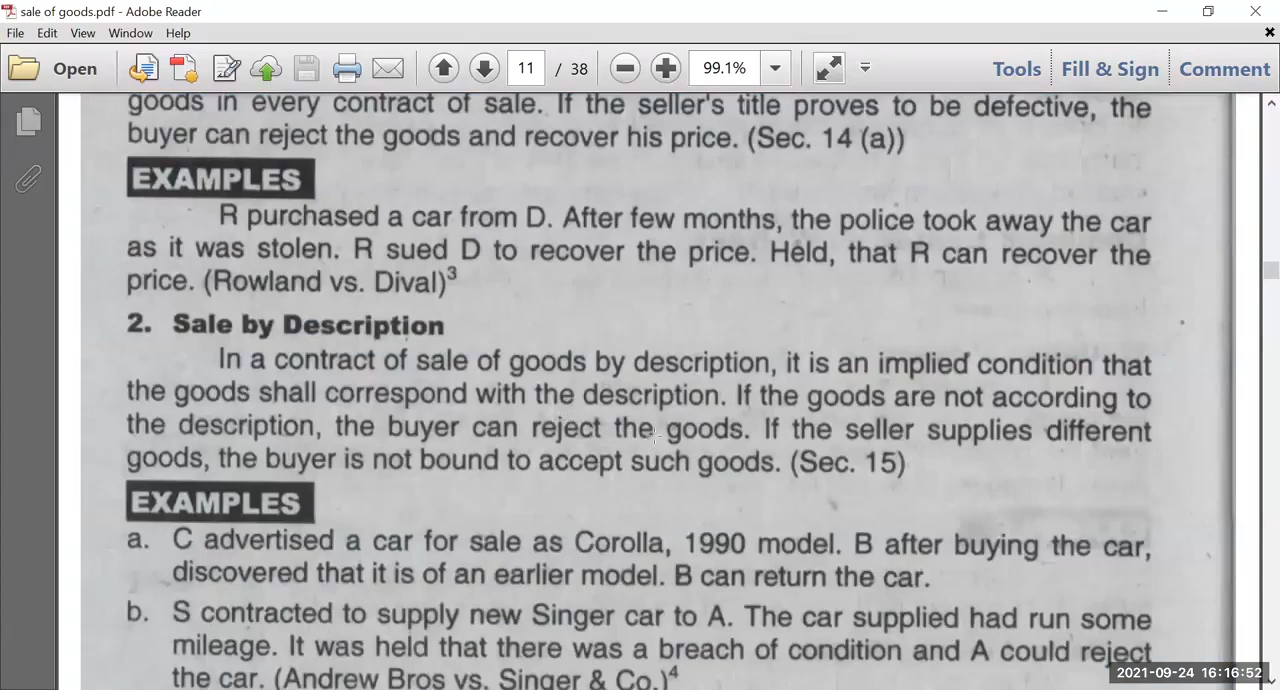 sale of goods.pdf - Adobe Reader
File Edit View Window Help
Open 11 / 38 99.1% Tools Fill & Sign Comment
goods in every contract of sale. If the seller's title proves to be defective, the
buyer can reject the goods and recover his price. (Sec. 14 (a))
EXAMPLES
R purchased a car from D. After few months, the police took away the car
as it was stolen. R sued D to recover the price. Held, that R can recover the
price. (Rowland vs. Dival)3
2. Sale by Description
In a contract of sale of goods by description, it is an implied condition that
the goods shall correspond with the description. If the goods are not according to
the description, the buyer can reject the goods. If the seller supplies different
goods, the buyer is not bound to accept such goods. (Sec. 15)
EXAMPLES
a. C advertised a car for sale as Corolla, 1990 model. B after buying the car,
discovered that it is of an earlier model. B can return the car.
b. S contracted to supply new Singer car to A. The car supplied had run some
mileage. It was held that there was a breach of condition and A could reject
the car. (Andrew Bros vs. Singer & Co.)4
2021-09-24 16:16:52